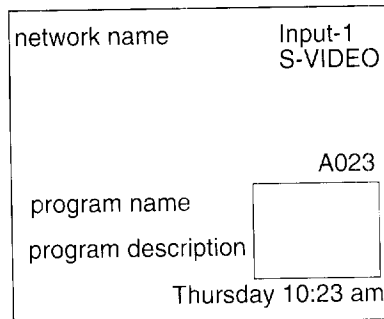 network name Input-1
S-VIDEO
A023
program name
program description
Thursday 10:23 am